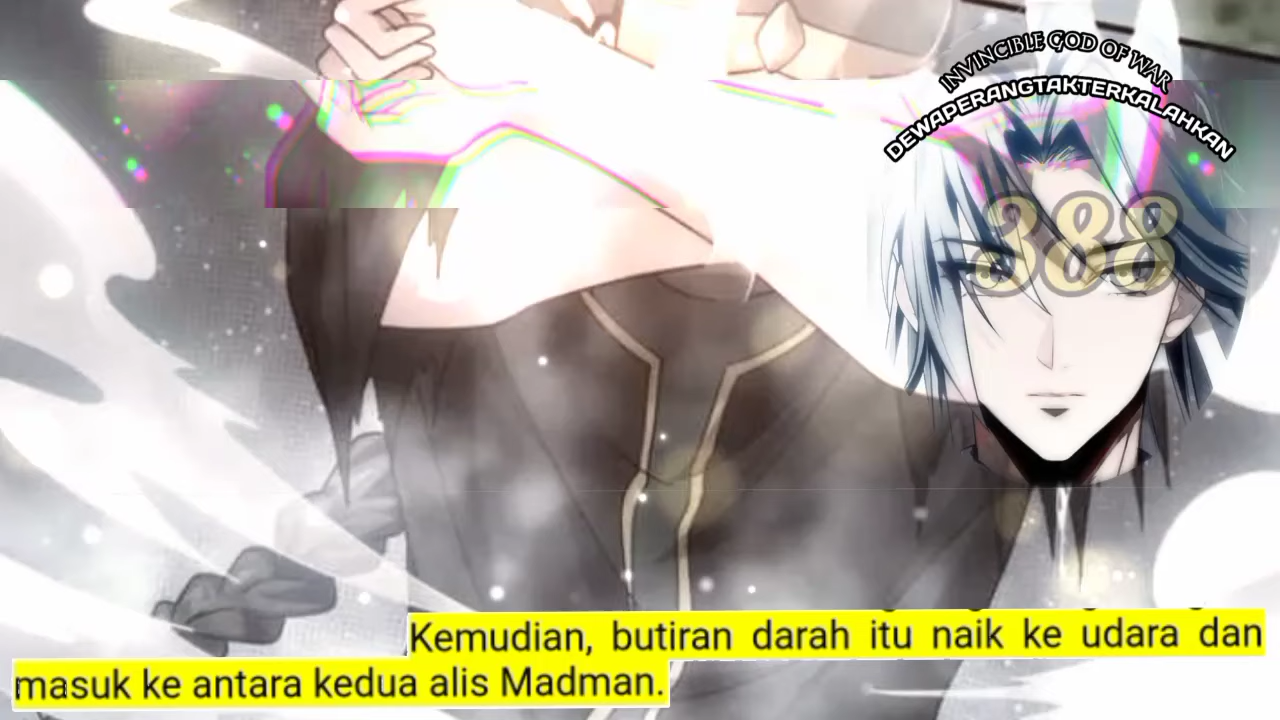 INVINCIBLE GOD OF WAR
DEWAPERANGTAKTERKALAHKAN
388
Kemudian, butiran darah itu naik ke udara dan
masuk ke antara kedua alis Madman.